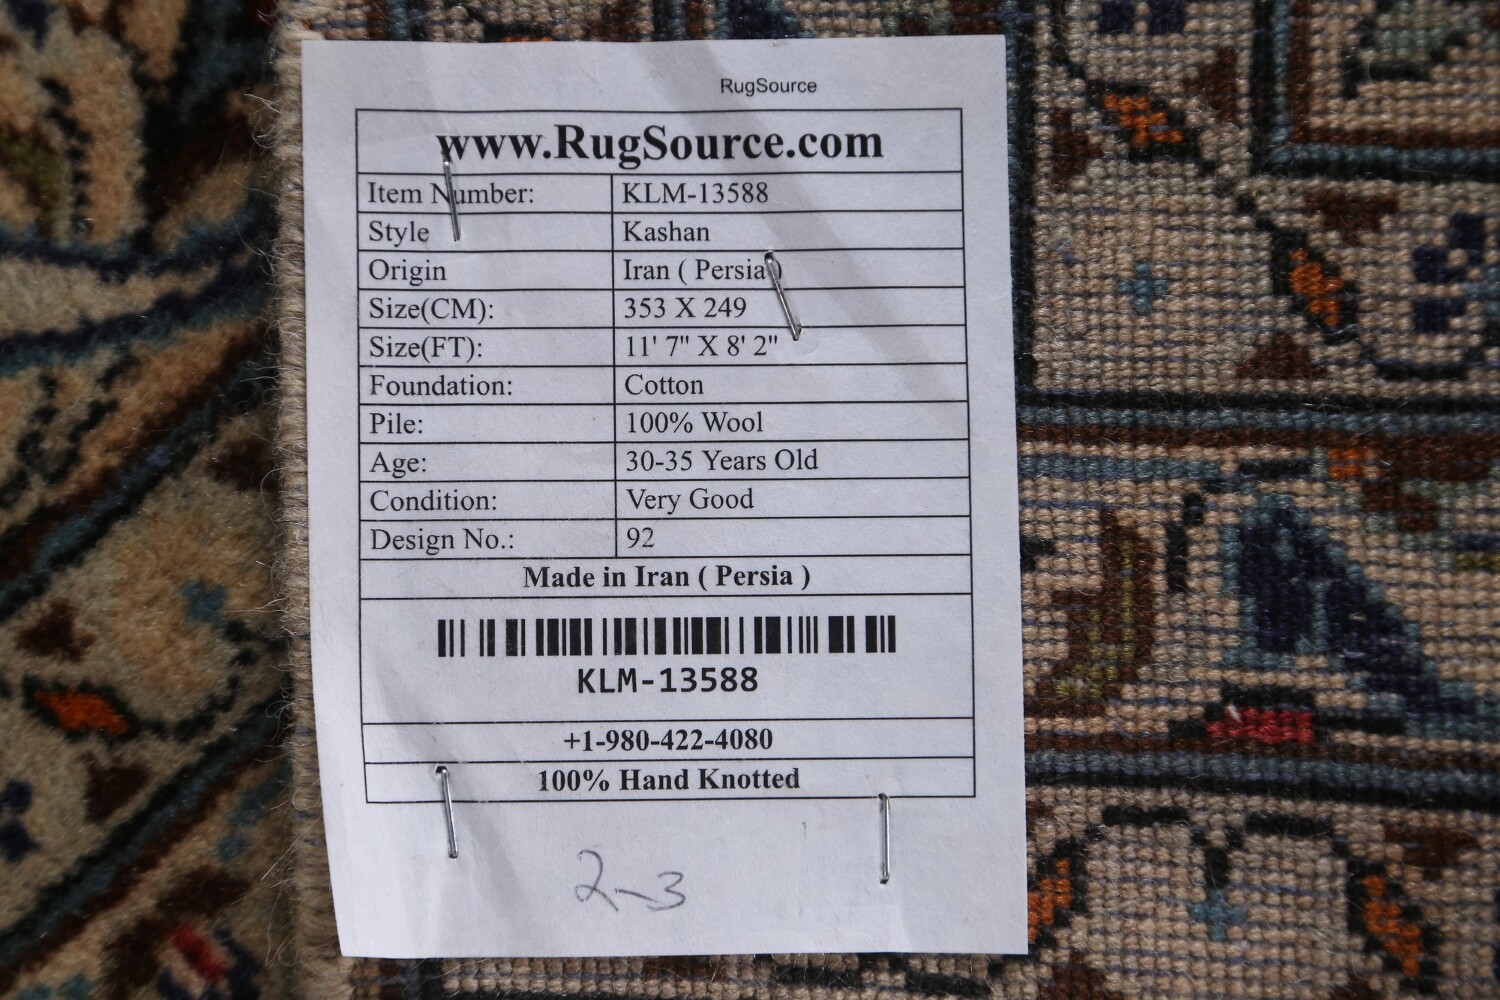 RugSource
www.RugSource.com
Item Number: KLM-13588
Style Kashan
Origin Iran ( Persia )
Size(CM): 353 X 249
Size(FT): 11' 7" X 8' 2"
Foundation: Cotton
Pile: 100% Wool
Age: 30-35 Years Old
Condition: Very Good
Design No.: 92
Made in Iran ( Persia )
KLM-13588
+1-980-422-4080
100% Hand Knotted
2-3